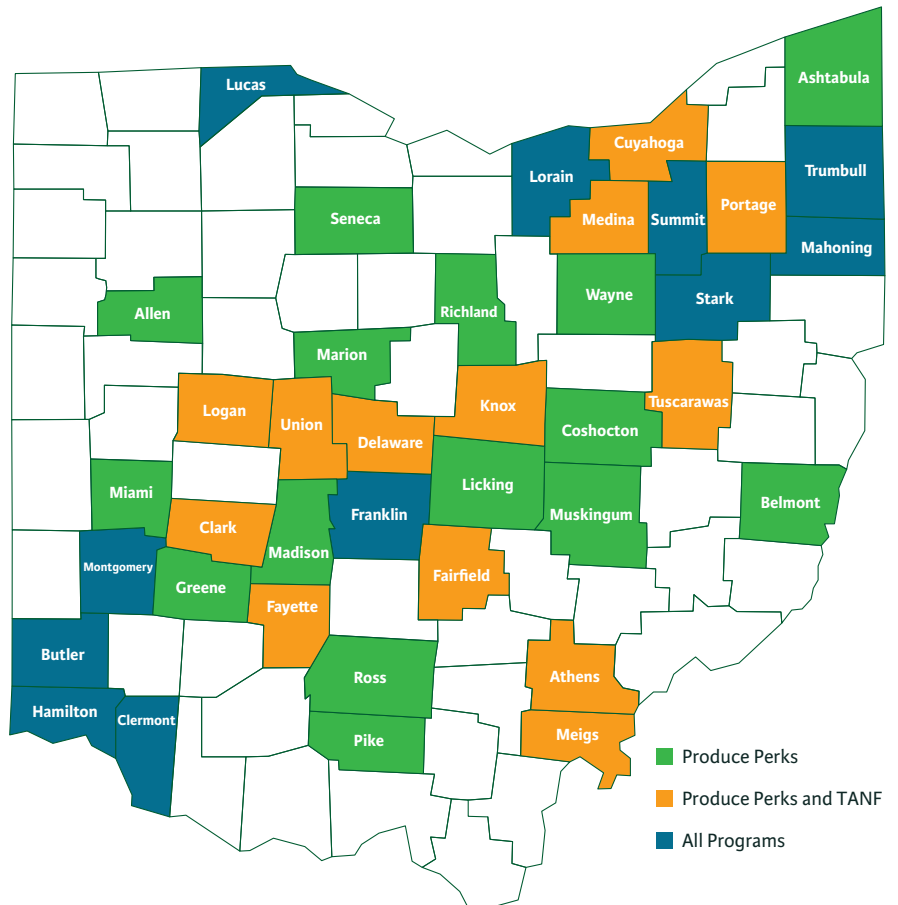 Ashtabula
Lucas
Cuyahoga
Trumbull
Lorain
Portage
Seneca
Medina
Summit
Mahoning
Wayne
Stark
Allen
Richland
Marion
Tuscarawas
Knox
Logan
Union
Coshocton
Delaware
Licking
Miami
Belmont
Franklin
Muskingum
Clark
Madison
Montgomery
Fairfield
Greene
Fayette
Butler
Ross
Athens
Hamilton
Clermont
Meigs
Pike
Produce Perks
Produce Perks and TANF
All Programs